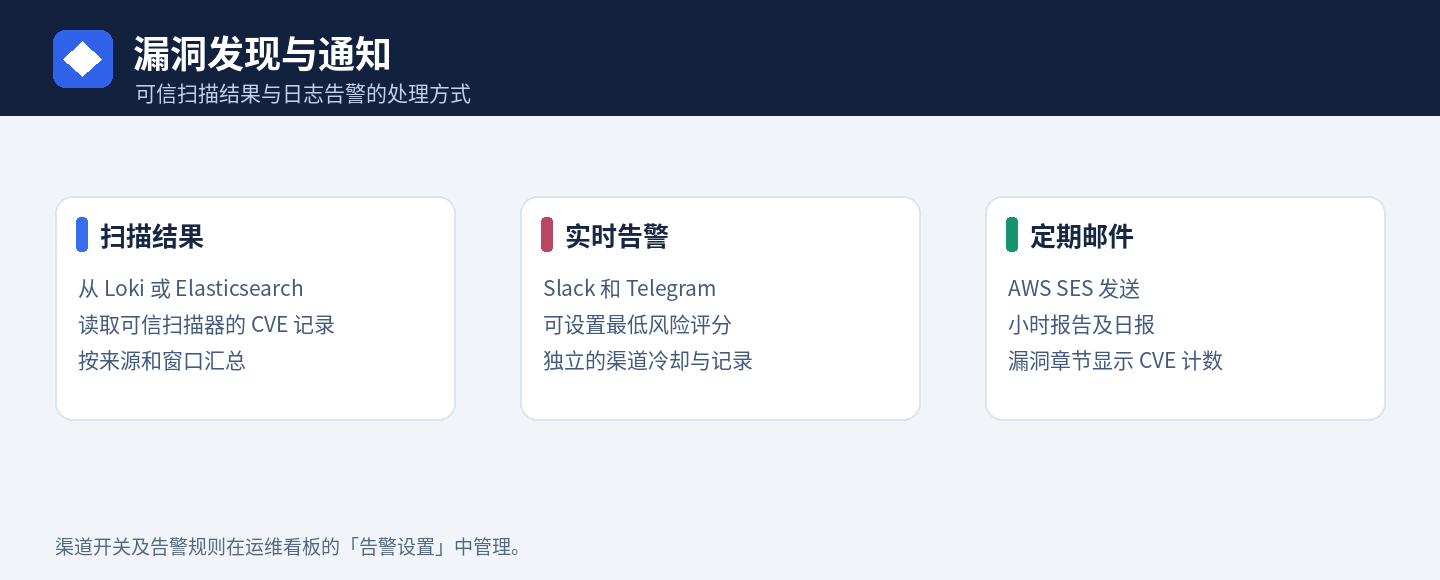 漏洞发现与通知
可信扫描结果与日志告警的处理方式
扫描结果
从 Loki 或 Elasticsearch
读取可信扫描器的 CVE 记录
按来源和窗口汇总
实时告警
Slack 和 Telegram
可设置最低风险评分
独立的渠道冷却与记录
定期邮件
AWS SES 发送
小时报告及日报
漏洞章节显示 CVE 计数
渠道开关及告警规则在运维看板的「告警设置」中管理。